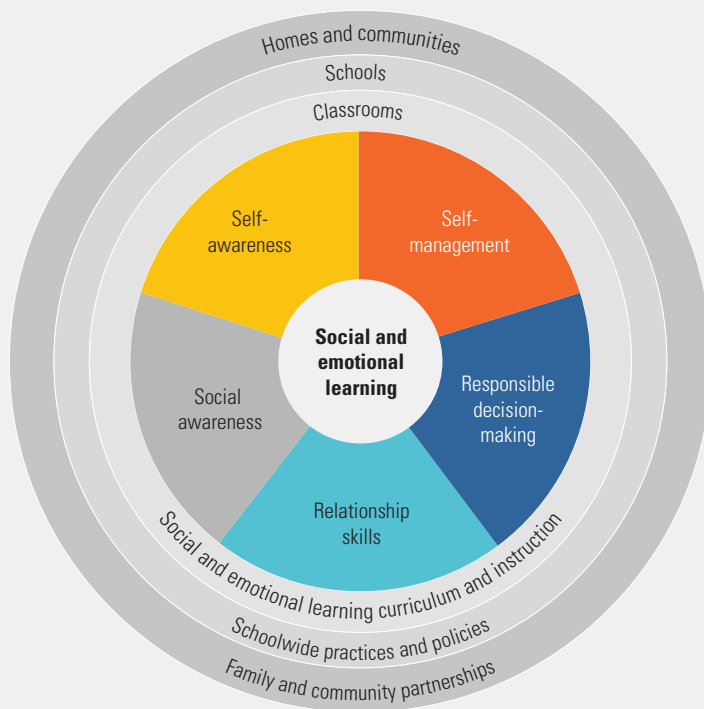 Homes and communities
Schools
Classrooms
Self-
awareness
Self-
management
Social and
emotional
learning
Social
awareness
Responsible
decision-
making
Relationship
skills
Social and emotional learning curriculum and instruction
Schoolwide practices and policies
Family and community partnerships